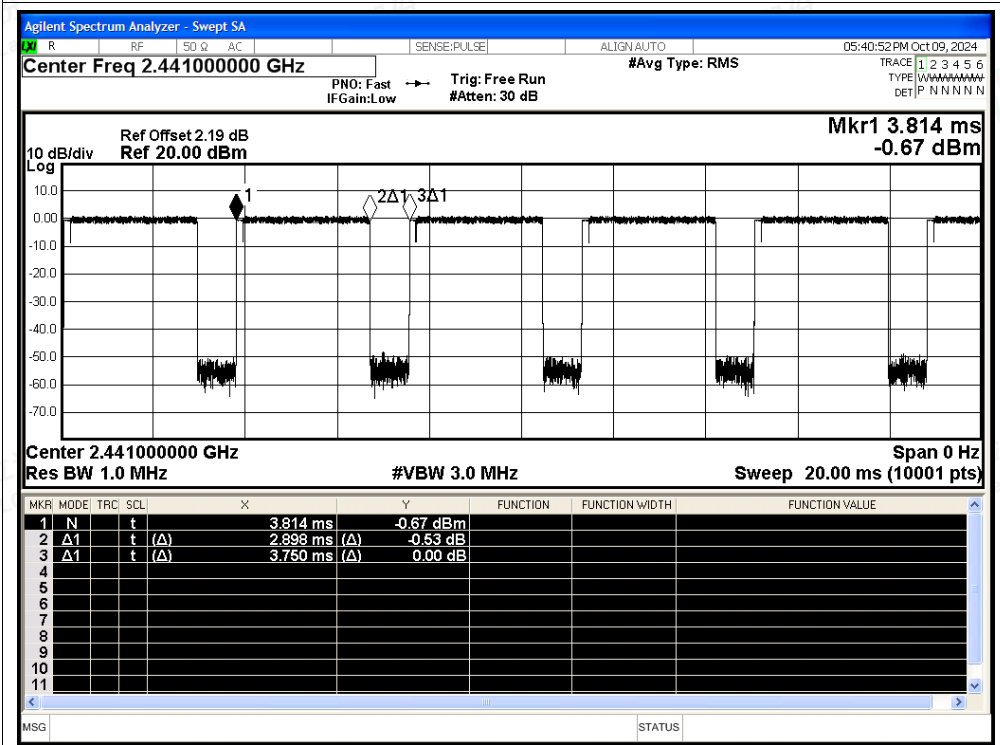 Agilent Spectrum Analyzer - Swept SA
LXI R RF 50 Ω AC SENSE:PULSE ALIGN AUTO 05:40:52 PM Oct 09, 2024
Center Freq 2.441000000 GHz #Avg Type: RMS TRACE 1 2 3 4 5 6
PNO: Fast Trig: Free Run TYPE
IFGain:Low #Atten: 30 dB DET P N N N N N
Mkr1 3.814 ms
Ref Offset 2.19 dB
10 dB/div Ref 20.00 dBm -0.67 dBm
Log
10.0
1 2Δ1 3Δ1
0.00
-10.0
-20.0
-30.0
-40.0
-50.0
-60.0
-70.0
Center 2.441000000 GHz Span 0 Hz
Res BW 1.0 MHz #VBW 3.0 MHz Sweep 20.00 ms (10001 pts)
MKR MODE TRC SCL X Y FUNCTION FUNCTION WIDTH FUNCTION VALUE
1 N t 3.814 ms -0.67 dBm
2 Δ1 t (Δ) 2.898 ms (Δ) -0.53 dB
3 Δ1 t (Δ) 3.750 ms (Δ) 0.00 dB
4
5
6
7
8
9
10
11
MSG STATUS